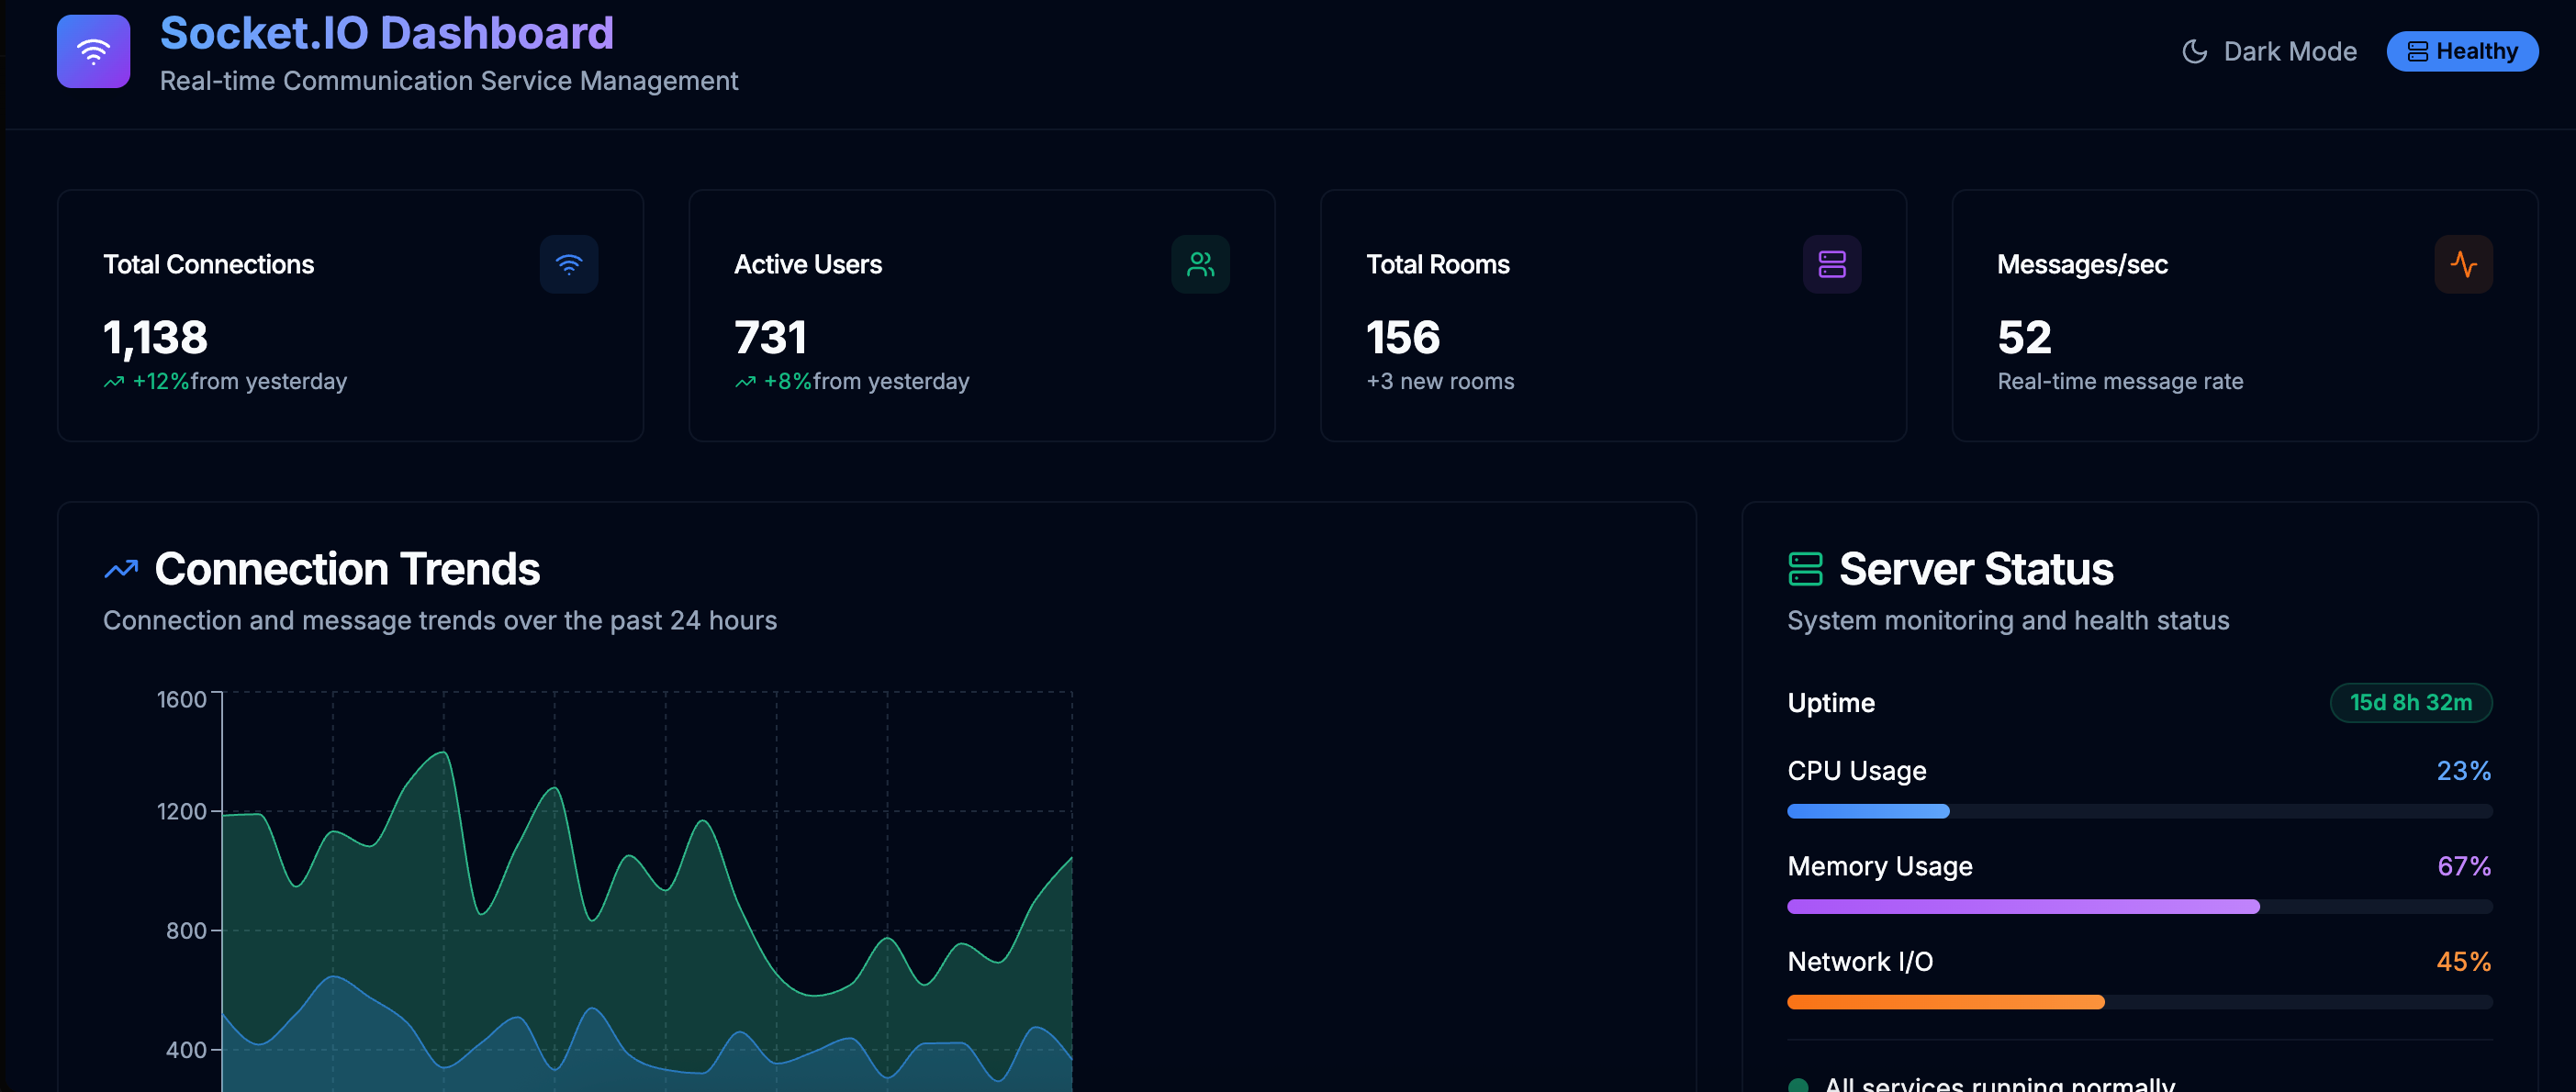 Socket.IO Dashboard
Real-time Communication Service Management
Dark Mode
Healthy
Total Connections
1,138
+12%from yesterday
Active Users
731
+8%from yesterday
Total Rooms
156
+3 new rooms
Messages/sec
52
Real-time message rate
Connection Trends
Connection and message trends over the past 24 hours
1600
1200
800
400
Server Status
System monitoring and health status
Uptime
15d 8h 32m
CPU Usage
23%
Memory Usage
67%
Network I/O
45%
All services running normally